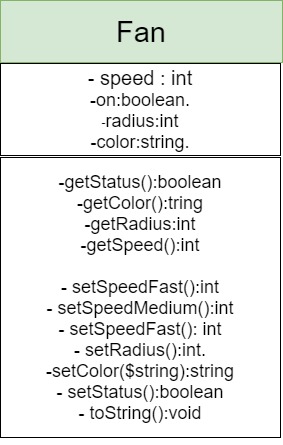 Fan
- speed : int
-on:boolean.
-radius:int
-color:string.
-getStatus():boolean
-getColor():tring
-getRadius:int
-getSpeed():int
- setSpeedFast():int
- setSpeedMedium():int
- setSpeedFast(): int
- setRadius():int.
-setColor($string):string
- setStatus():boolean
- toString():void